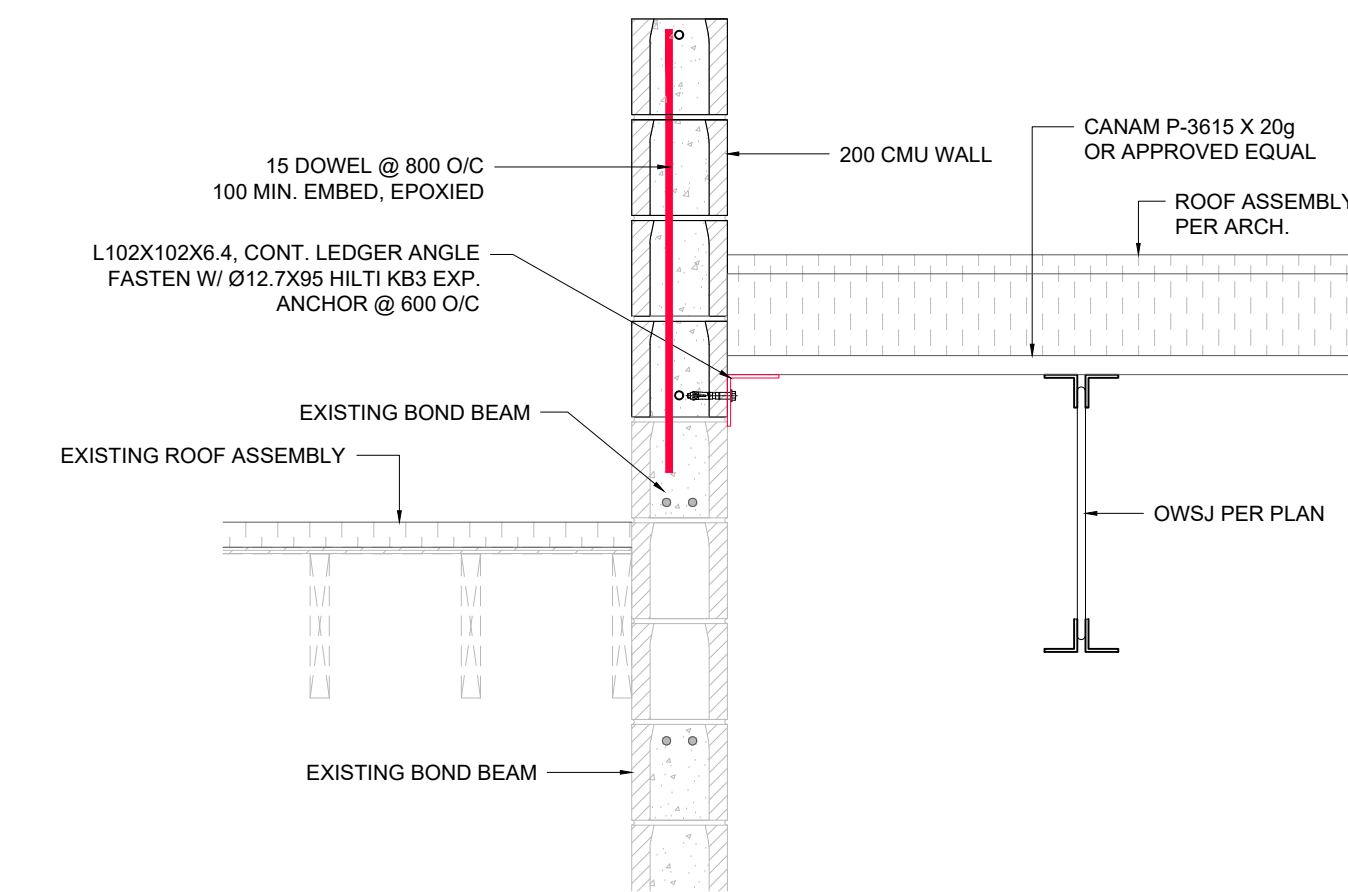 15 DOWEL @ 800 O/C
100 MIN. EMBED, EPOXIED
L102X102X6.4, CONT. LEDGER ANGLE
FASTEN W/ Ø12.7X95 HILTI KB3 EXP.
ANCHOR @ 600 O/C
EXISTING BOND BEAM
EXISTING ROOF ASSEMBLY
EXISTING BOND BEAM
200 CMU WALL
CANAM P-3615 X 20g
OR APPROVED EQUAL
ROOF ASSEMBLY
PER ARCH.
OWSJ PER PLAN